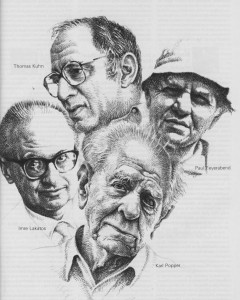 Thomas Kuhn
Paul Feyerabend
Imre Lakatos
Karl Popper